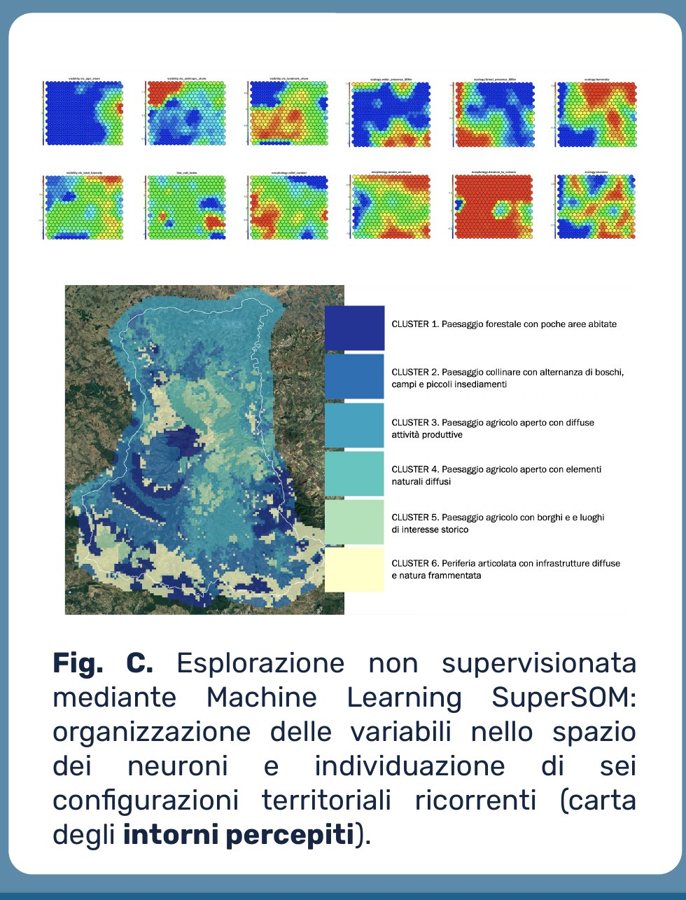 CLUSTER 1. Paesaggio forestale con poche aree abitate
CLUSTER 2. Paesaggio collinare con alternanza di boschi,
campi e piccoli insediamenti
CLUSTER 3. Paesaggio agricolo aperto con diffuse
attività produttive
CLUSTER 4. Paesaggio agricolo aperto con elementi
naturali diffusi
CLUSTER 5. Paesaggio agricolo con borghi e e luoghi
di interesse storico
CLUSTER 6. Periferia articolata con infrastrutture diffuse
e natura frammentata
Fig. C. Esplorazione non supervisionata
mediante Machine Learning SuperSOM:
organizzazione delle variabili nello spazio
dei neuroni e individuazione di sei
configurazioni territoriali ricorrenti (carta
degli intorni percepiti).